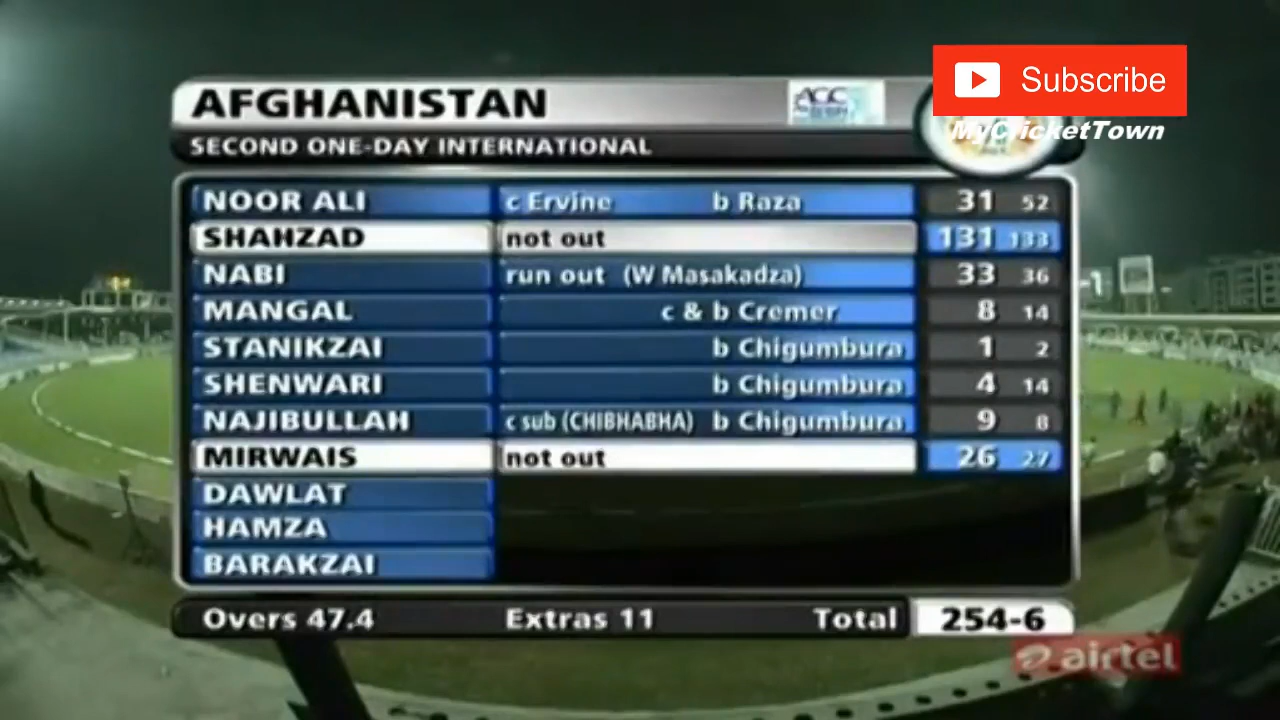 Subscribe
MyCricketTown
AFGHANISTAN
ACC
SECOND ONE-DAY INTERNATIONAL
NOOR ALI c Ervine b Raza 31 52
SHAHZAD not out 131 133
NABI run out (W Masakadza) 33 36
MANGAL c & b Cremer 8 14
STANIKZAI b Chigumbura 1 2
SHENWARI b Chigumbura 4 14
NAJIBULLAH c sub (CHIBHABHA) b Chigumbura 9 8
MIRWAIS not out 26 27
DAWLAT
HAMZA
BARAKZAI
Overs 47.4 Extras 11 Total 254-6
airtel